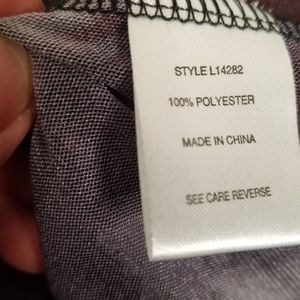 STYLE L14282
100% POLYESTER
MADE IN CHINA
SEE CARE REVERSE